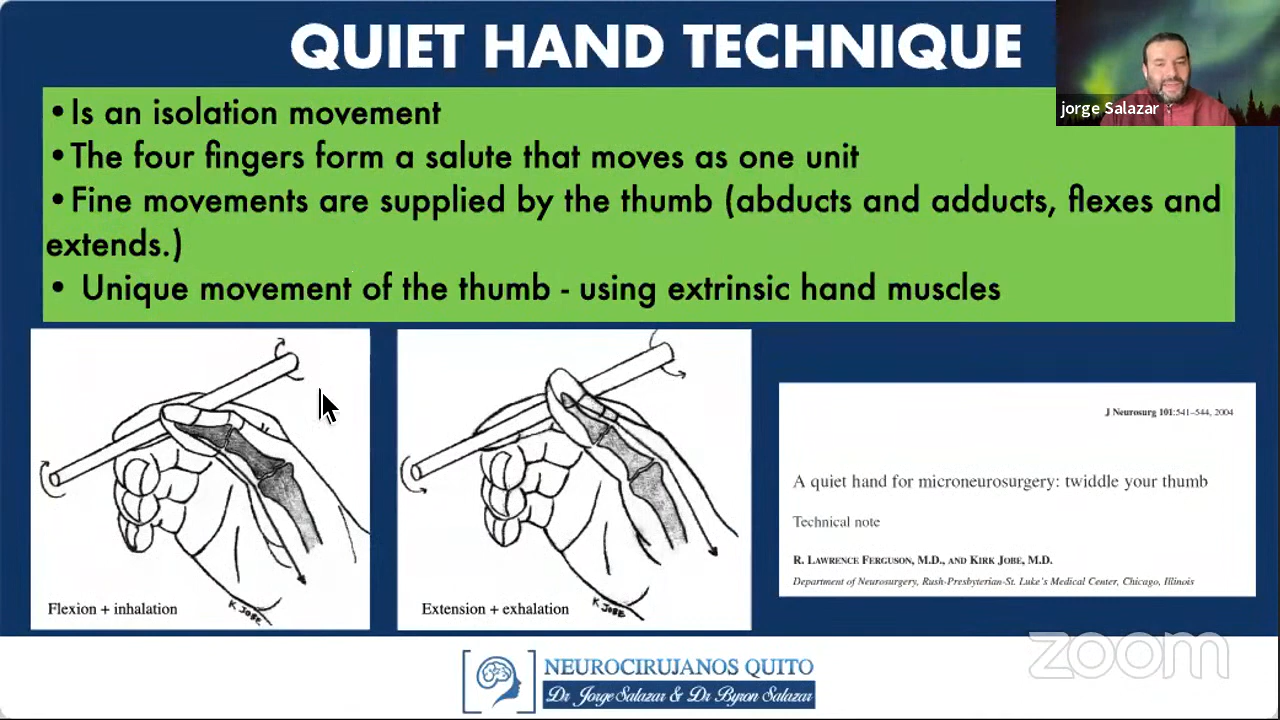 QUIET HAND TECHNIQUE
jorge Salazar
•Is an isolation movement
•The four fingers form a salute that moves as one unit
•Fine movements are supplied by the thumb (abducts and adducts, flexes and
extends.)
• Unique movement of the thumb - using extrinsic hand muscles
Flexion + inhalation
K. JOBE
Extension + exhalation
K. JOBE
J Neurosurg 101:541–544, 2004
A quiet hand for microneurosurgery: twiddle your thumb
Technical note
R. LAWRENCE FERGUSON, M.D., AND KIRK JOBE, M.D.
Department of Neurosurgery, Rush-Presbyterian-St. Luke's Medical Center, Chicago, Illinois
zoom
NEUROCIRUJANOS QUITO
Dr Jorge Salazar & Dr Byron Salazar